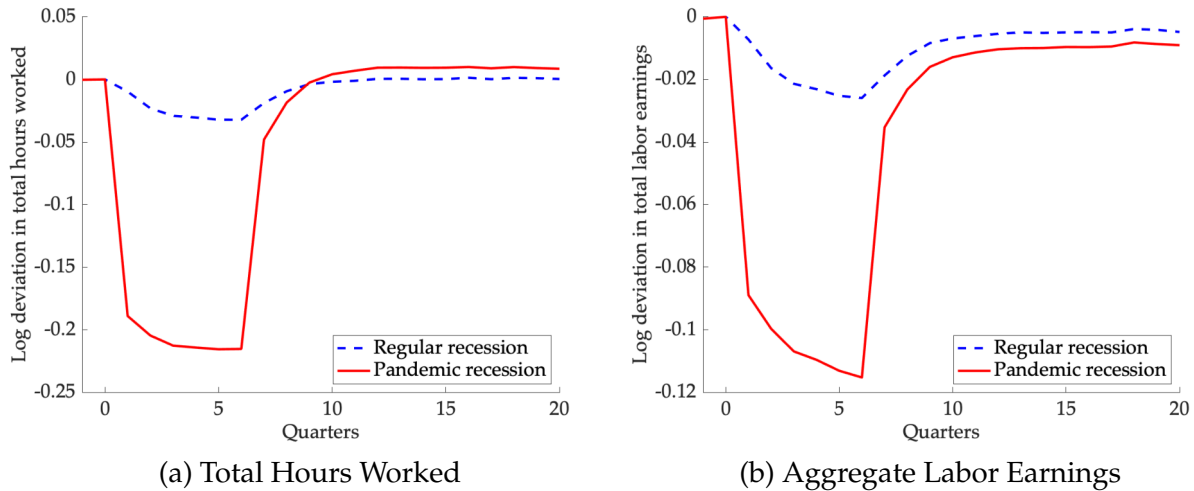 0.05
0
-0.05
-0.1
-0.15
-0.2
-0.25
Log deviation in total hours worked
0
5
10
15
20
Quarters
Regular recession
Pandemic recession
(a) Total Hours Worked
0
-0.02
-0.04
-0.06
-0.08
-0.1
-0.12
Log deviation in total labor earnings
0
5
10
15
20
Quarters
Regular recession
Pandemic recession
(b) Aggregate Labor Earnings